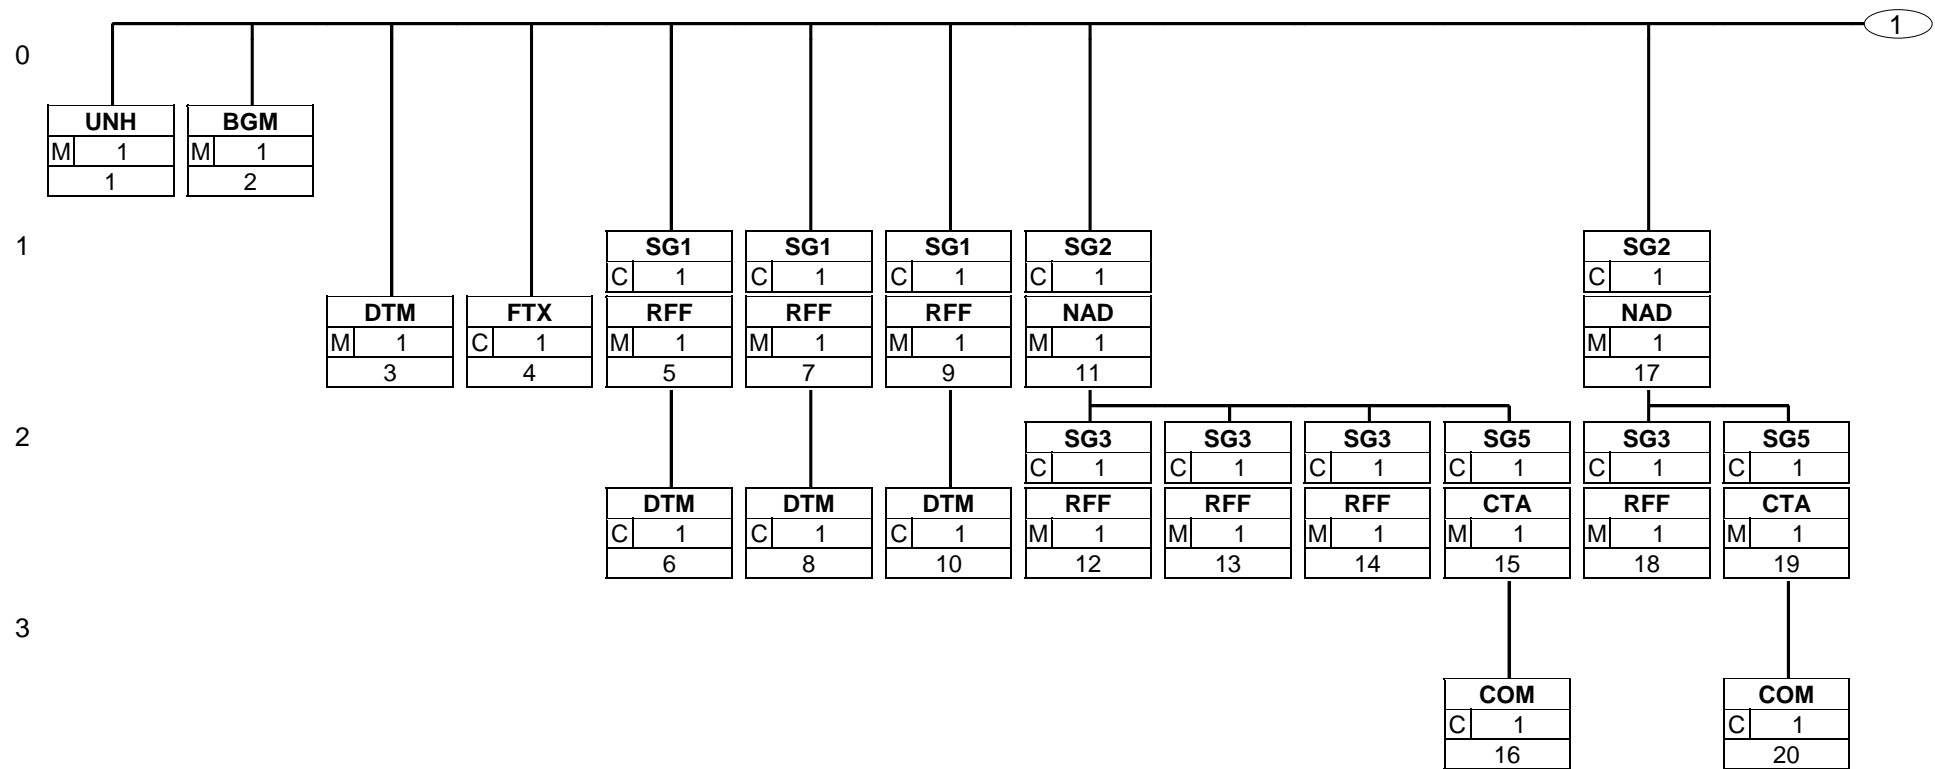 1
0
UNH BGM
M 1 M 1
1 2
1
SG1 SG1 SG1 SG2 SG2
C 1 C 1 C 1 C 1 C 1
DTM FTX RFF RFF RFF NAD NAD
M 1 C 1 M 1 M 1 M 1 M 1 M 1
3 4 5 7 9 11 17
2
SG3 SG3 SG3 SG5 SG3 SG5
C 1 C 1 C 1 C 1 C 1 C 1
DTM DTM DTM RFF RFF RFF CTA RFF CTA
C 1 C 1 C 1 M 1 M 1 M 1 M 1 M 1 M 1
6 8 10 12 13 14 15 18 19
3
COM COM
C 1 C 1
16 20